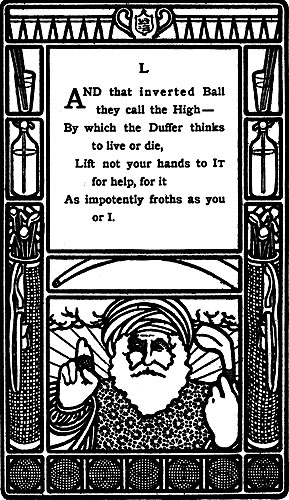 L
AND that inverted Ball
they call the High—
By which the Duffer thinks
to live or die,
Lift not your hands to IT
for help, for it
As impotently froths as you
or I.